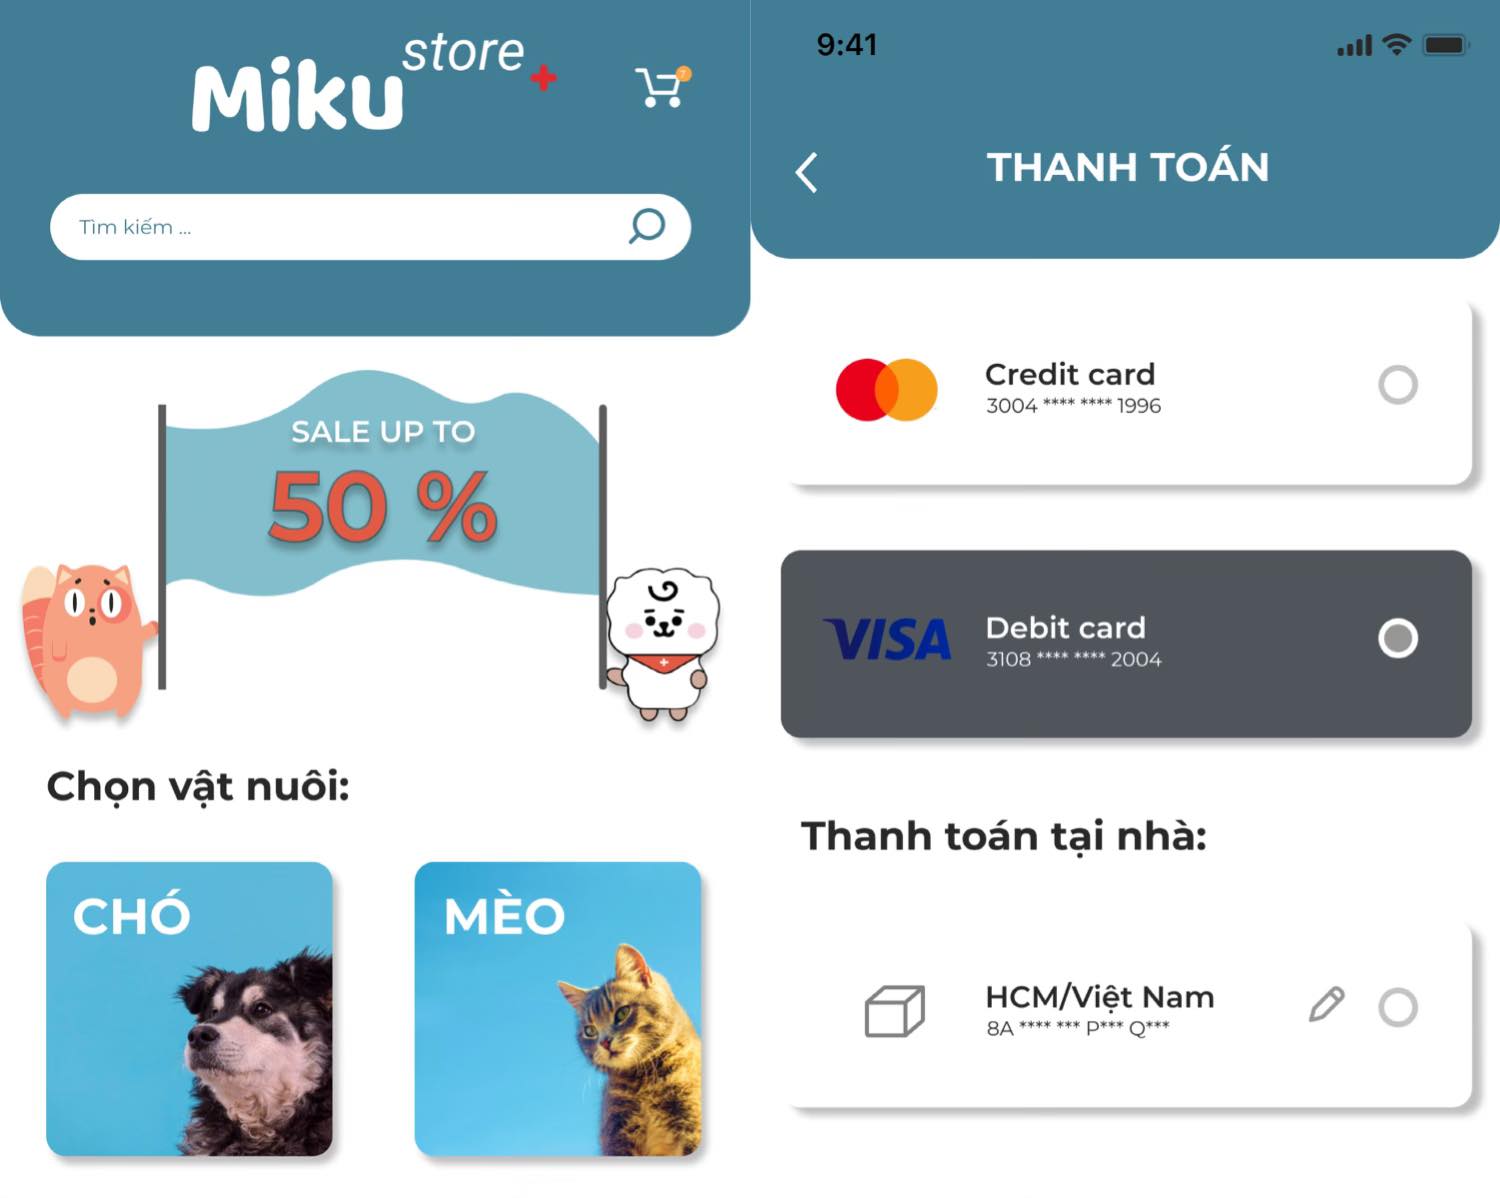 Miku store
7
Tìm kiếm ...
SALE UP TO
50 %
Chọn vật nuôi:
CHÓ
MÈO
9:41
THANH TOÁN
Credit card
3004 **** **** 1996
VISA
Debit card
3108 **** **** 2004
Thanh toán tại nhà:
HCM/Việt Nam
8A **** *** P*** Q***